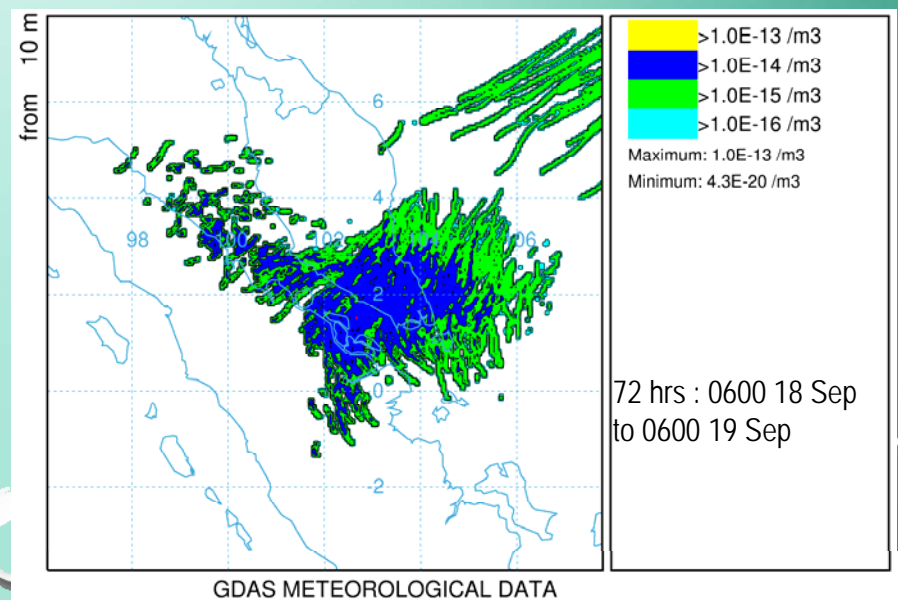 from 10 m
>1.0E-13 /m3
>1.0E-14 /m3
>1.0E-15 /m3
>1.0E-16 /m3
Maximum: 1.0E-13 /m3
Minimum: 4.3E-20 /m3
6
4
98 100 102 106
2
0
-2
72 hrs : 0600 18 Sep
to 0600 19 Sep
GDAS METEOROLOGICAL DATA